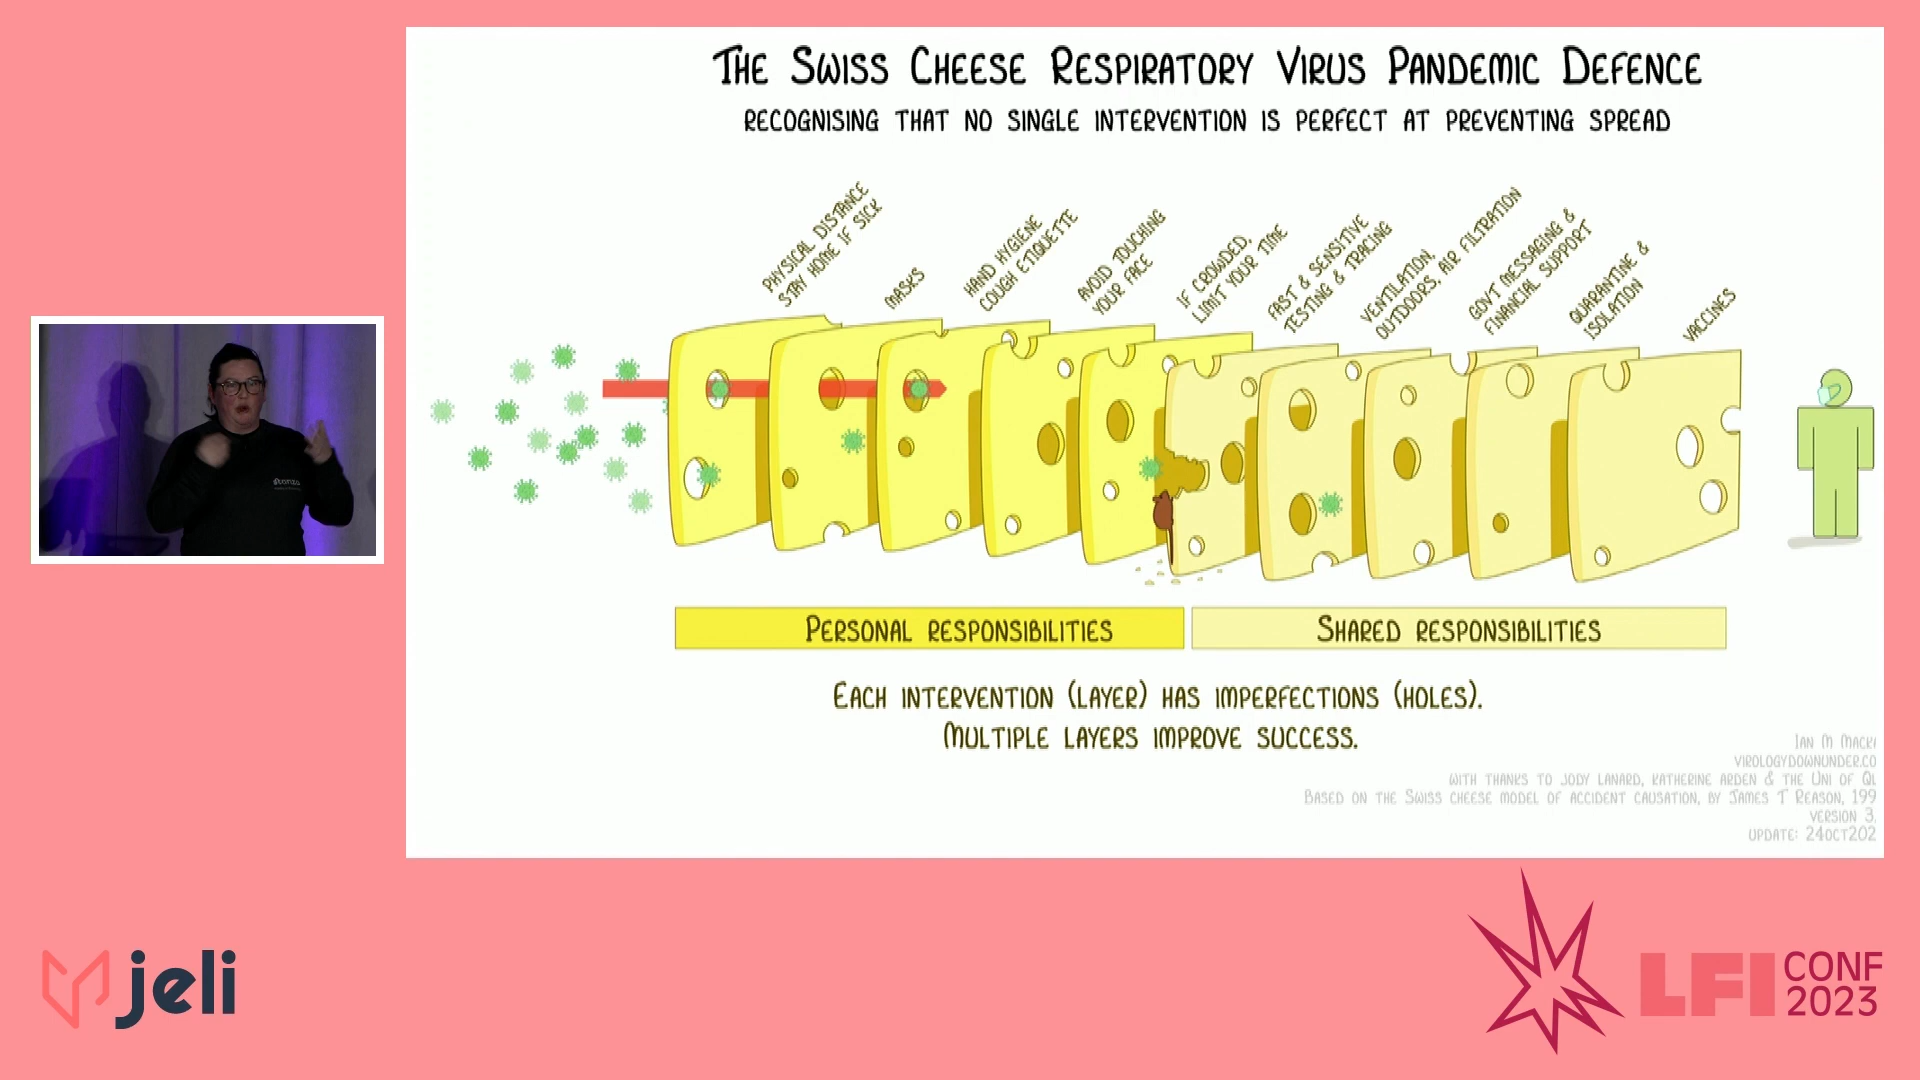 THE SWISS CHEESE RESPIRATORY VIRUS PANDEMIC DEFENCE
RECOGNISING THAT NO SINGLE INTERVENTION IS PERFECT AT PREVENTING SPREAD
PHYSICAL DISTANCE
STAY HOME IF SICK
MASKS
HAND HYGIENE
COUGH ETIQUETTE
AVOID TOUCHING
YOUR FACE
IF CROWDED,
LIMIT YOUR TIME
FAST & SENSITIVE
TESTING & TRACING
VENTILATION,
OUTDOORS, AIR FILTRATION
GOVT MESSAGING &
FINANCIAL SUPPORT
QUARANTINE &
ISOLATION
VACCINES
PERSONAL RESPONSIBILITIES
SHARED RESPONSIBILITIES
EACH INTERVENTION (LAYER) HAS IMPERFECTIONS (HOLES).
MULTIPLE LAYERS IMPROVE SUCCESS.
IAN M MACKI
VIROLOGYDOWNUNDER.CO
WITH THANKS TO JODY LANARD, KATHERINE ARDEN & THE UNI OF QL
BASED ON THE SWISS CHEESE MODEL OF ACCIDENT CAUSATION, BY JAMES T REASON, 199
VERSION 3.
UPDATE: 24OCT202
jeli
LFI
CONF
2023